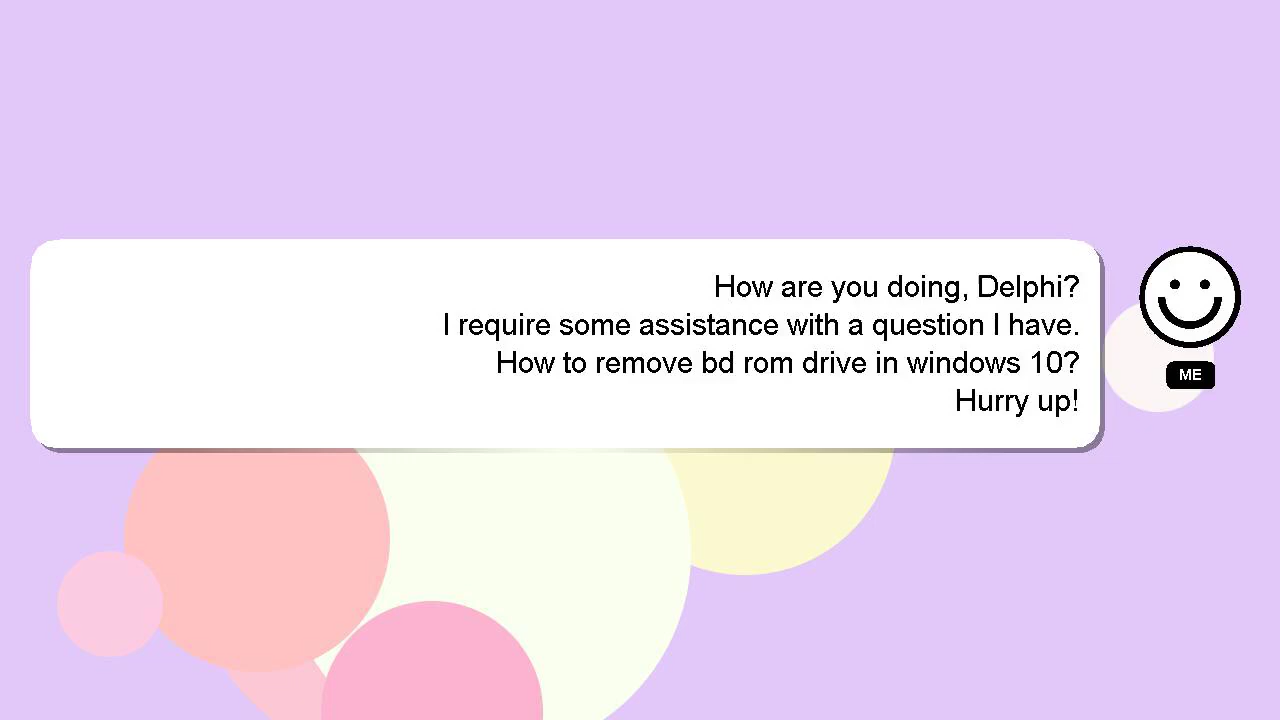 How are you doing, Delphi?
I require some assistance with a question I have.
How to remove bd rom drive in windows 10?
Hurry up!
ME